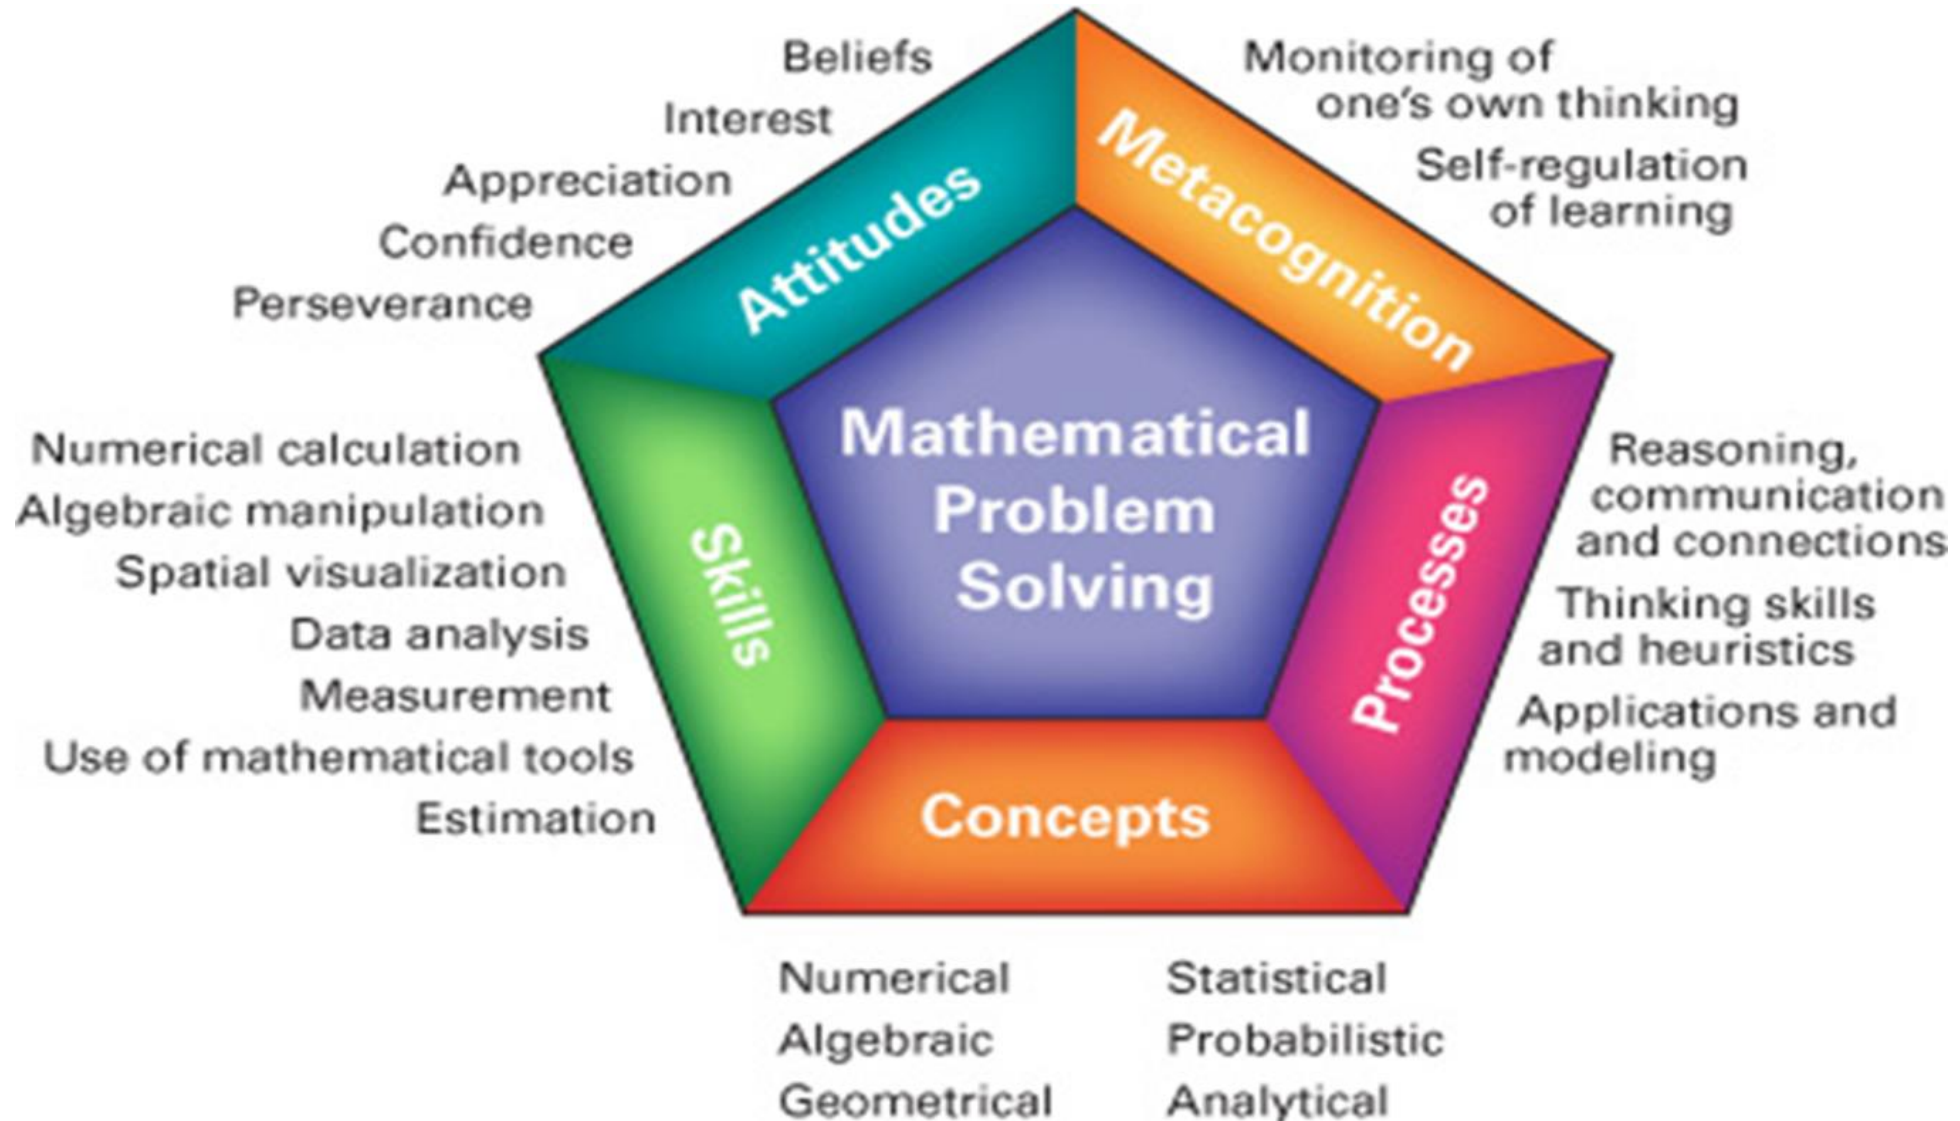 Beliefs
Interest
Appreciation
Confidence
Perseverance
Attitudes
Monitoring of
one's own thinking
Self-regulation
of learning
Metacognition
Mathematical
Problem
Solving
Numerical calculation
Algebraic manipulation
Spatial visualization
Data analysis
Measurement
Use of mathematical tools
Estimation
Skills
Processes
Reasoning,
communication
and connections
Thinking skills
and heuristics
Applications and
modeling
Concepts
Numerical
Algebraic
Geometrical
Statistical
Probabilistic
Analytical